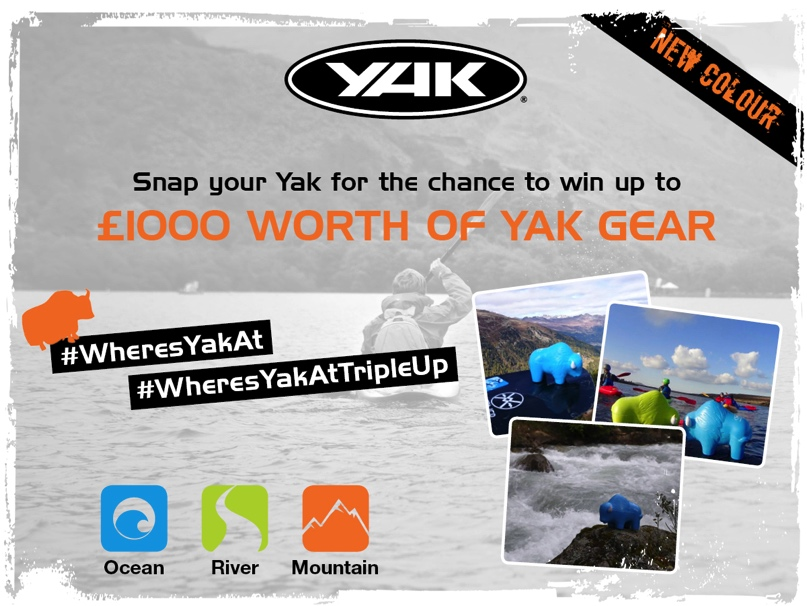 YAK
®
NEW COLOUR
Snap your Yak for the chance to win up to
£1000 WORTH OF YAK GEAR
#WheresYakAt
#WheresYakAtTripleUp
Ocean
River
Mountain